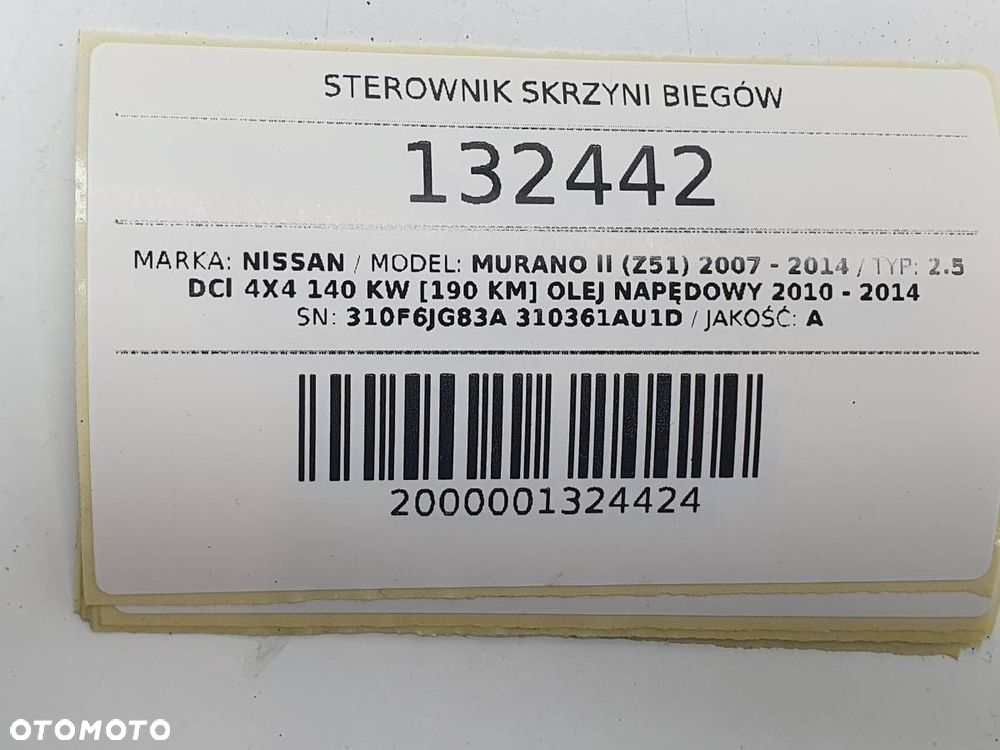 STEROWNIK SKRZYNI BIEGÓW
132442
MARKA: NISSAN / MODEL: MURANO II (Z51) 2007 - 2014 / TYP: 2.5
DCI 4X4 140 KW [190 KM] OLEJ NAPĘDOWY 2010 - 2014
SN: 310F6JG83A 310361AU1D / JAKOŚĆ: A
2000001324424
OTOMOTO